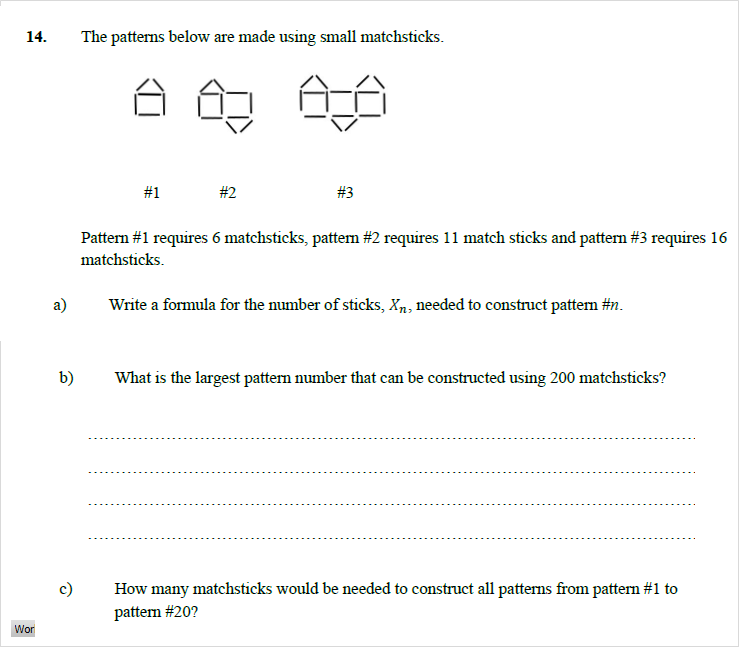 14. The patterns below are made using small matchsticks.
#1 #2 #3
Pattern #1 requires 6 matchsticks, pattern #2 requires 11 match sticks and pattern #3 requires 16
matchsticks.
a) Write a formula for the number of sticks, Xn, needed to construct pattern #n.
b) What is the largest pattern number that can be constructed using 200 matchsticks?
c) How many matchsticks would be needed to construct all patterns from pattern #1 to
pattern #20?
Wor